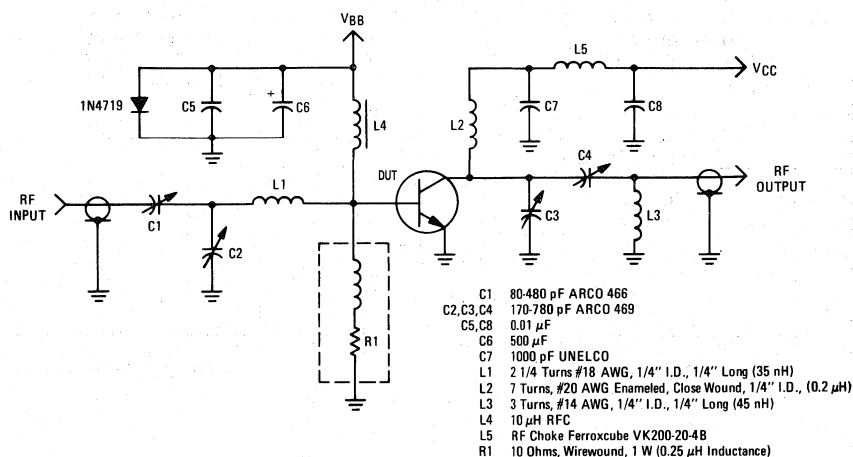 VBB
L5
VCC
1N4719
C5
+
C6
L4
L2
C7
C8
RF
INPUT
C1
L1
C2
DUT
C4
C3
L3
RF
OUTPUT
R1
C1 80-480 pF ARCO 466
C2,C3,C4 170-780 pF ARCO 469
C5,C8 0.01 μF
C6 500 μF
C7 1000 pF UNELCO
L1 2 1/4 Turns #18 AWG, 1/4'' I.D., 1/4'' Long (35 nH)
L2 7 Turns, #20 AWG Enameled, Close Wound, 1/4'' I.D., (0.2 μH)
L3 3 Turns, #14 AWG, 1/4'' I.D., 1/4'' Long (45 nH)
L4 10 μH RFC
L5 RF Choke Ferroxcube VK200-20-4B
R1 10 Ohms, Wirewound, 1 W (0.25 μH Inductance)